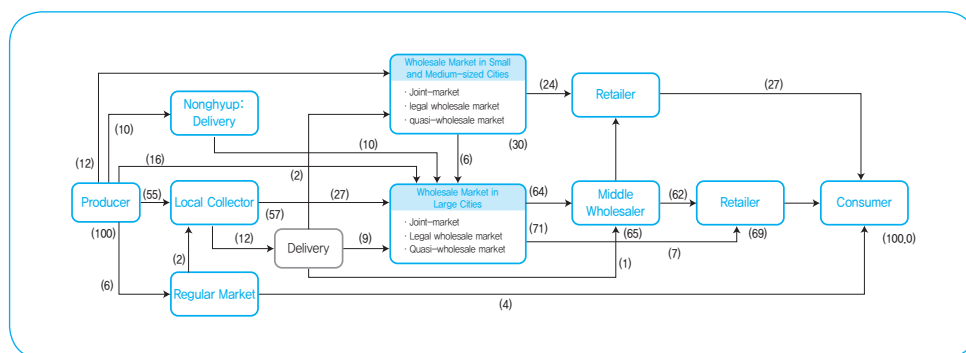 Wholesale Market in Small
and Medium-sized Cities
· Joint-market
· legal wholesale market
· quasi-wholesale market
(24)
Retailer
(27)
Nonghyup:
Delivery
(10)
(10)
(30)
(6)
(12)
(16)
(2)
Producer
(100)
(55)
Local Collector
(57)
(27)
Wholesale Market in
Large Cities
· Joint-market
· Legal wholesale market
· Quasi-wholesale market
(64)
(71)
Middle
Wholesaler
(65)
(62)
Retailer
(69)
Consumer
(100.0)
(12)
Delivery
(9)
(7)
(1)
(2)
(6)
Regular Market
(4)